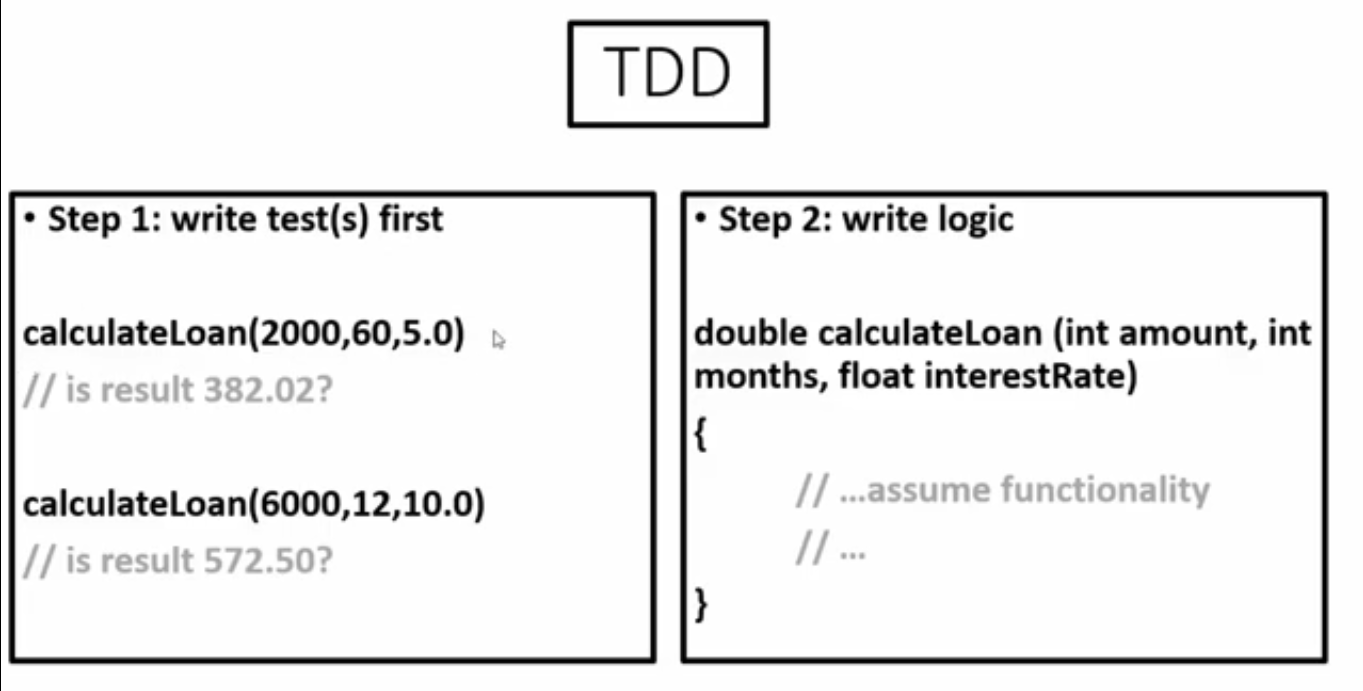 TDD
• Step 1: write test(s) first
calculateLoan(2000,60,5.0)
// is result 382.02?
calculateLoan(6000,12,10.0)
// is result 572.50?
• Step 2: write logic
double calculateLoan (int amount, int
months, float interestRate)
{
// ...assume functionality
// ...
}